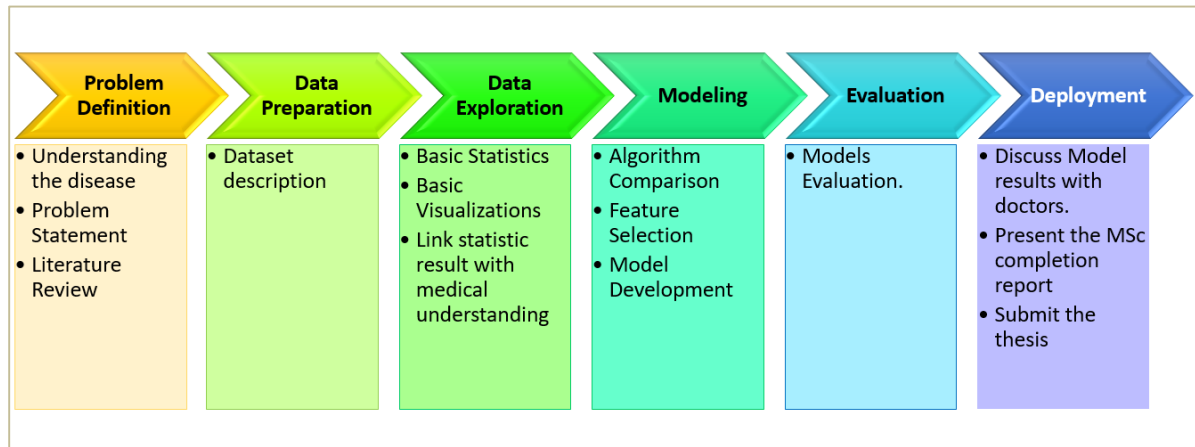 Problem
Definition
Data
Preparation
Data
Exploration
Modeling
Evaluation
Deployment
• Understanding
the disease
• Problem
Statement
• Literature
Review
• Dataset
description
• Basic Statistics
• Basic
Visualizations
• Link statistic
result with
medical
understanding
• Algorithm
Comparison
• Feature
Selection
• Model
Development
• Models
Evaluation.
• Discuss Model
results with
doctors.
• Present the MSc
completion
report
• Submit the
thesis